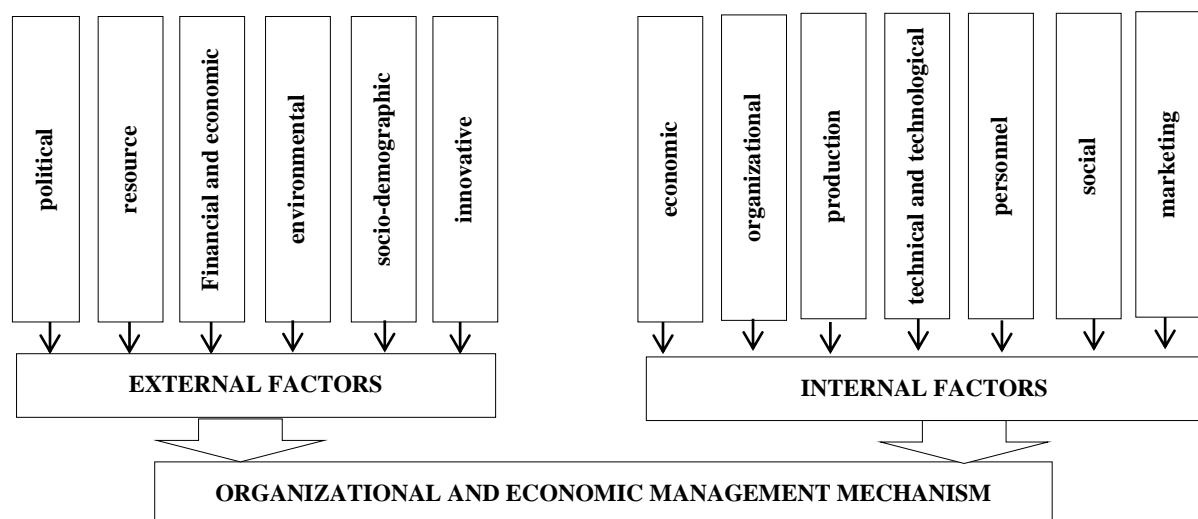 political
resource
Financial and economic
environmental
socio-demographic
innovative
economic
organizational
production
technical and technological
personnel
social
marketing
EXTERNAL FACTORS
INTERNAL FACTORS
ORGANIZATIONAL AND ECONOMIC MANAGEMENT MECHANISM